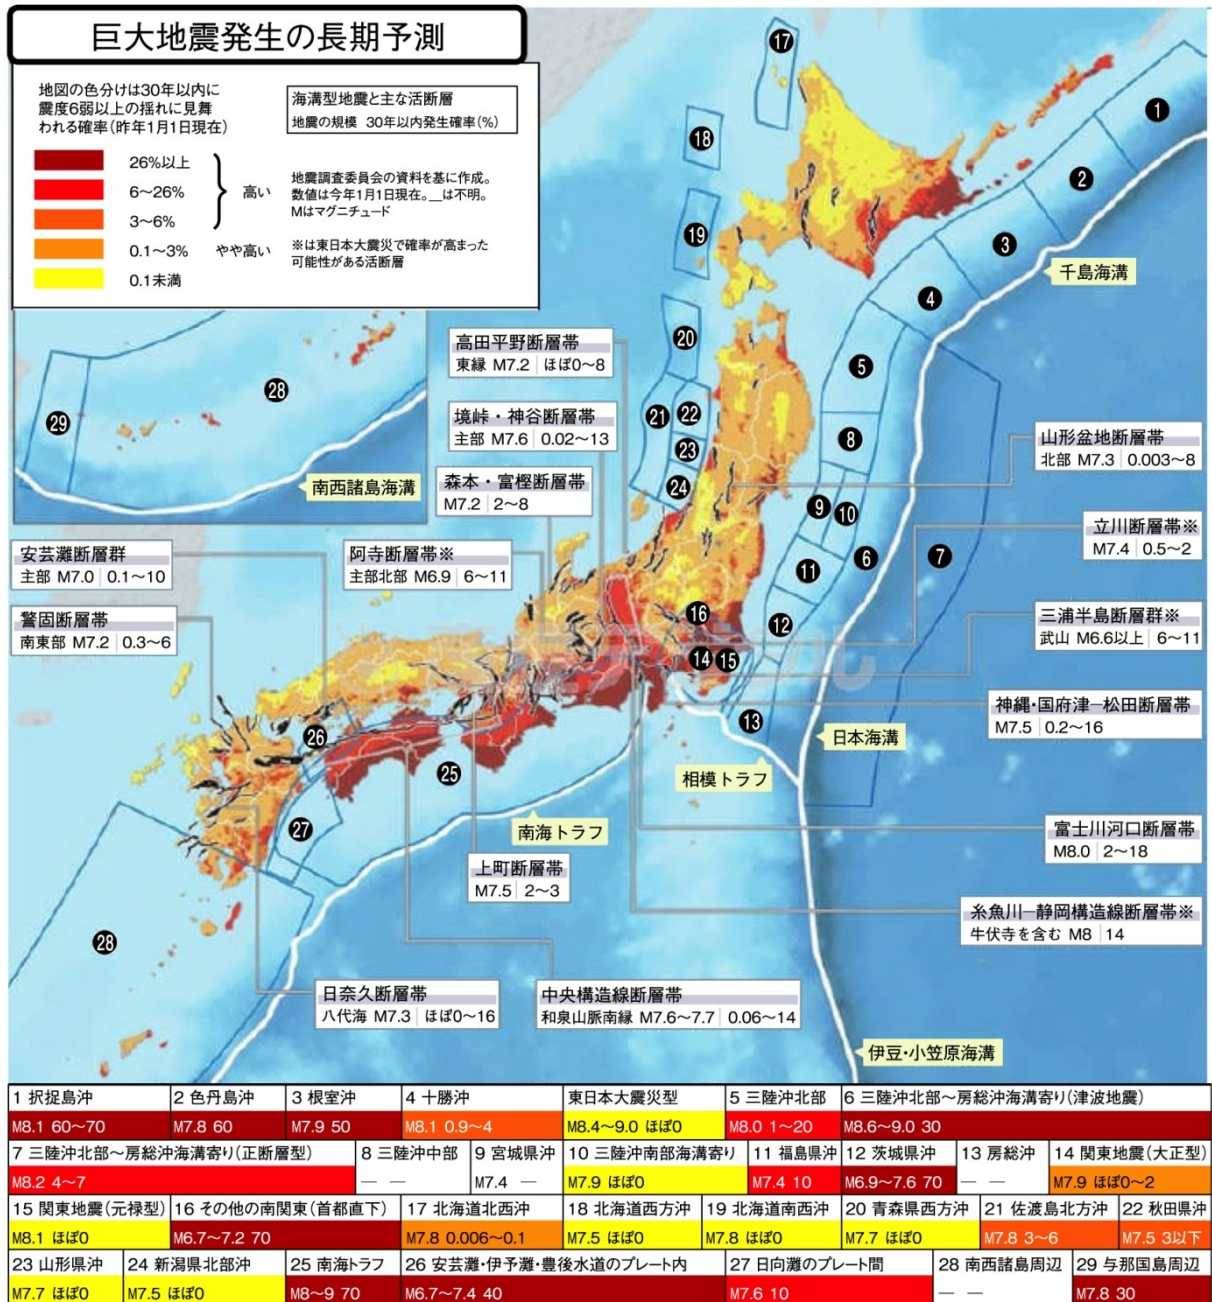 巨大地震発生の長期予測
地図の色分けは30年以内に
震度6弱以上の揺れに見舞
われる確率(昨年1月1日現在)
海溝型地震と主な活断層
地震の規模 30年以内発生確率(%)
26%以上
6〜26%
3〜6%
高い
0.1〜3%
やや高い
0.1未満
地震調査委員会の資料を基に作成。
数値は今年1月1日現在。__は不明。
Mはマグニチュード
※は東日本大震災で確率が高まった
可能性がある活断層
17
18
19
1
2
3
4
千島海溝
20
21
22
23
24
5
8
9
10
11
6
7
12
16
14
15
13
28
29
南西諸島海溝
高田平野断層帯
東縁 M7.2 ほぼ0〜8
境峠・神谷断層帯
主部 M7.6 0.02〜13
森本・富樫断層帯
M7.2 2〜8
山形盆地断層帯
北部 M7.3 0.003〜8
安芸灘断層群
主部 M7.0 0.1〜10
阿寺断層帯※
主部北部 M6.9 6〜11
立川断層帯※
M7.4 0.5〜2
警固断層帯
南東部 M7.2 0.3〜6
三浦半島断層群※
武山 M6.6以上 6〜11
神縄・国府津ー松田断層帯
M7.5 0.2〜16
日本海溝
相模トラフ
26
25
27
南海トラフ
富士川河口断層帯
M8.0 2〜18
上町断層帯
M7.5 2〜3
糸魚川ー静岡構造線断層帯※
牛伏寺を含む M8 14
28
日奈久断層帯
八代海 M7.3 ほぼ0〜16
中央構造線断層帯
和泉山脈南縁 M7.6〜7.7 0.06〜14
伊豆・小笠原海溝
1 択捉島沖 2 色丹島沖 3 根室沖 4 十勝沖 東日本大震災型 5 三陸沖北部 6 三陸沖北部〜房総沖海溝寄り(津波地震)
M8.1 60〜70 M7.8 60 M7.9 50 M8.1 0.9〜4 M8.4〜9.0 ほぼ0 M8.0 1〜20 M8.6〜9.0 30
7 三陸沖北部〜房総沖海溝寄り(正断層型) 8 三陸沖中部 9 宮城県沖 10 三陸沖南部海溝寄り 11 福島県沖 12 茨城県沖 13 房総沖 14 関東地震(大正型)
M8.2 4〜7 — — M7.4 — M7.9 ほぼ0 M7.4 10 M6.9〜7.6 70 — — M7.9 ほぼ0〜2
15 関東地震(元禄型) 16 その他の南関東(首都直下) 17 北海道北西沖 18 北海道西方沖 19 北海道南西沖 20 青森県西方沖 21 佐渡島北方沖 22 秋田県沖
M8.1 ほぼ0 M6.7〜7.2 70 M7.8 0.006〜0.1 M7.5 ほぼ0 M7.8 ほぼ0 M7.7 ほぼ0 M7.8 3〜6 M7.5 3以下
23 山形県沖 24 新潟県北部沖 25 南海トラフ 26 安芸灘・伊予灘・豊後水道のプレート内 27 日向灘のプレート間 28 南西諸島周辺 29 与那国島周辺
M7.7 ほぼ0 M7.5 ほぼ0 M8〜9 70 M6.7〜7.4 40 M7.6 10 — — M7.8 30